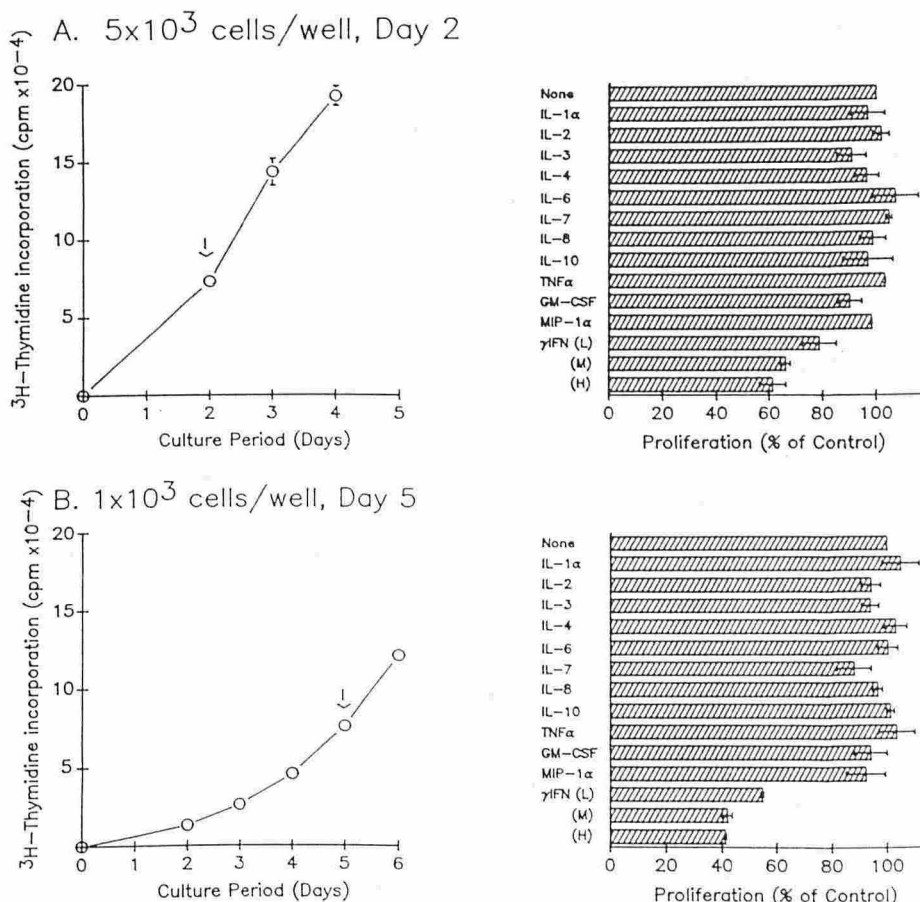 A. 5x10³ cells/well, Day 2
³H-Thymidine incorporation (cpm x10-4)
20
15
10
5
0 1 2 3 4 5
Culture Period (Days)
None
IL-1α
IL-2
IL-3
IL-4
IL-6
IL-7
IL-8
IL-10
TNFα
GM-CSF
MIP-1α
γIFN (L)
(M)
(H)
0 20 40 60 80 100
Proliferation (% of Control)
B. 1x10³ cells/well, Day 5
³H-Thymidine incorporation (cpm x10-4)
20
15
10
5
0 1 2 3 4 5 6
Culture Period (Days)
None
IL-1α
IL-2
IL-3
IL-4
IL-6
IL-7
IL-8
IL-10
TNFα
GM-CSF
MIP-1α
γIFN (L)
(M)
(H)
0 20 40 60 80 100
Proliferation (% of Control)